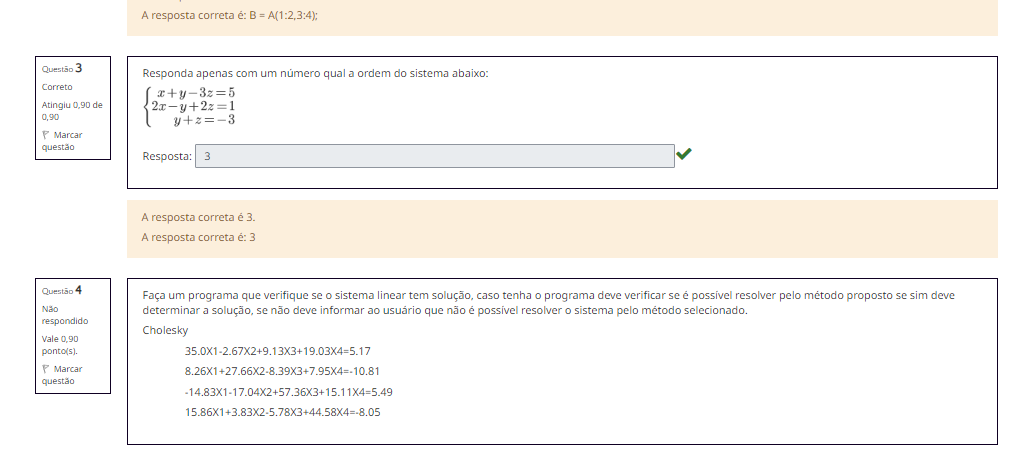 A resposta correta é: B = A(1:2,3:4);
Questão 3
Correto
Atingiu 0,90 de
0,90
Marcar
questão
Responda apenas com um número qual a ordem do sistema abaixo:
x+y−3z=5
2x−y+2z=1
y+z=−3
Resposta: 3
A resposta correta é 3.
A resposta correta é: 3
Questão 4
Não
respondido
Vale 0,90
ponto(s).
Marcar
questão
Faça um programa que verifique se o sistema linear tem solução, caso tenha o programa deve verificar se é possível resolver pelo método proposto se sim deve
determinar a solução, se não deve informar ao usuário que não é possível resolver o sistema pelo método selecionado.
Cholesky
35.0X1-2.67X2+9.13X3+19.03X4=5.17
8.26X1+27.66X2-8.39X3+7.95X4=-10.81
-14.83X1-17.04X2+57.36X3+15.11X4=5.49
15.86X1+3.83X2-5.78X3+44.58X4=-8.05